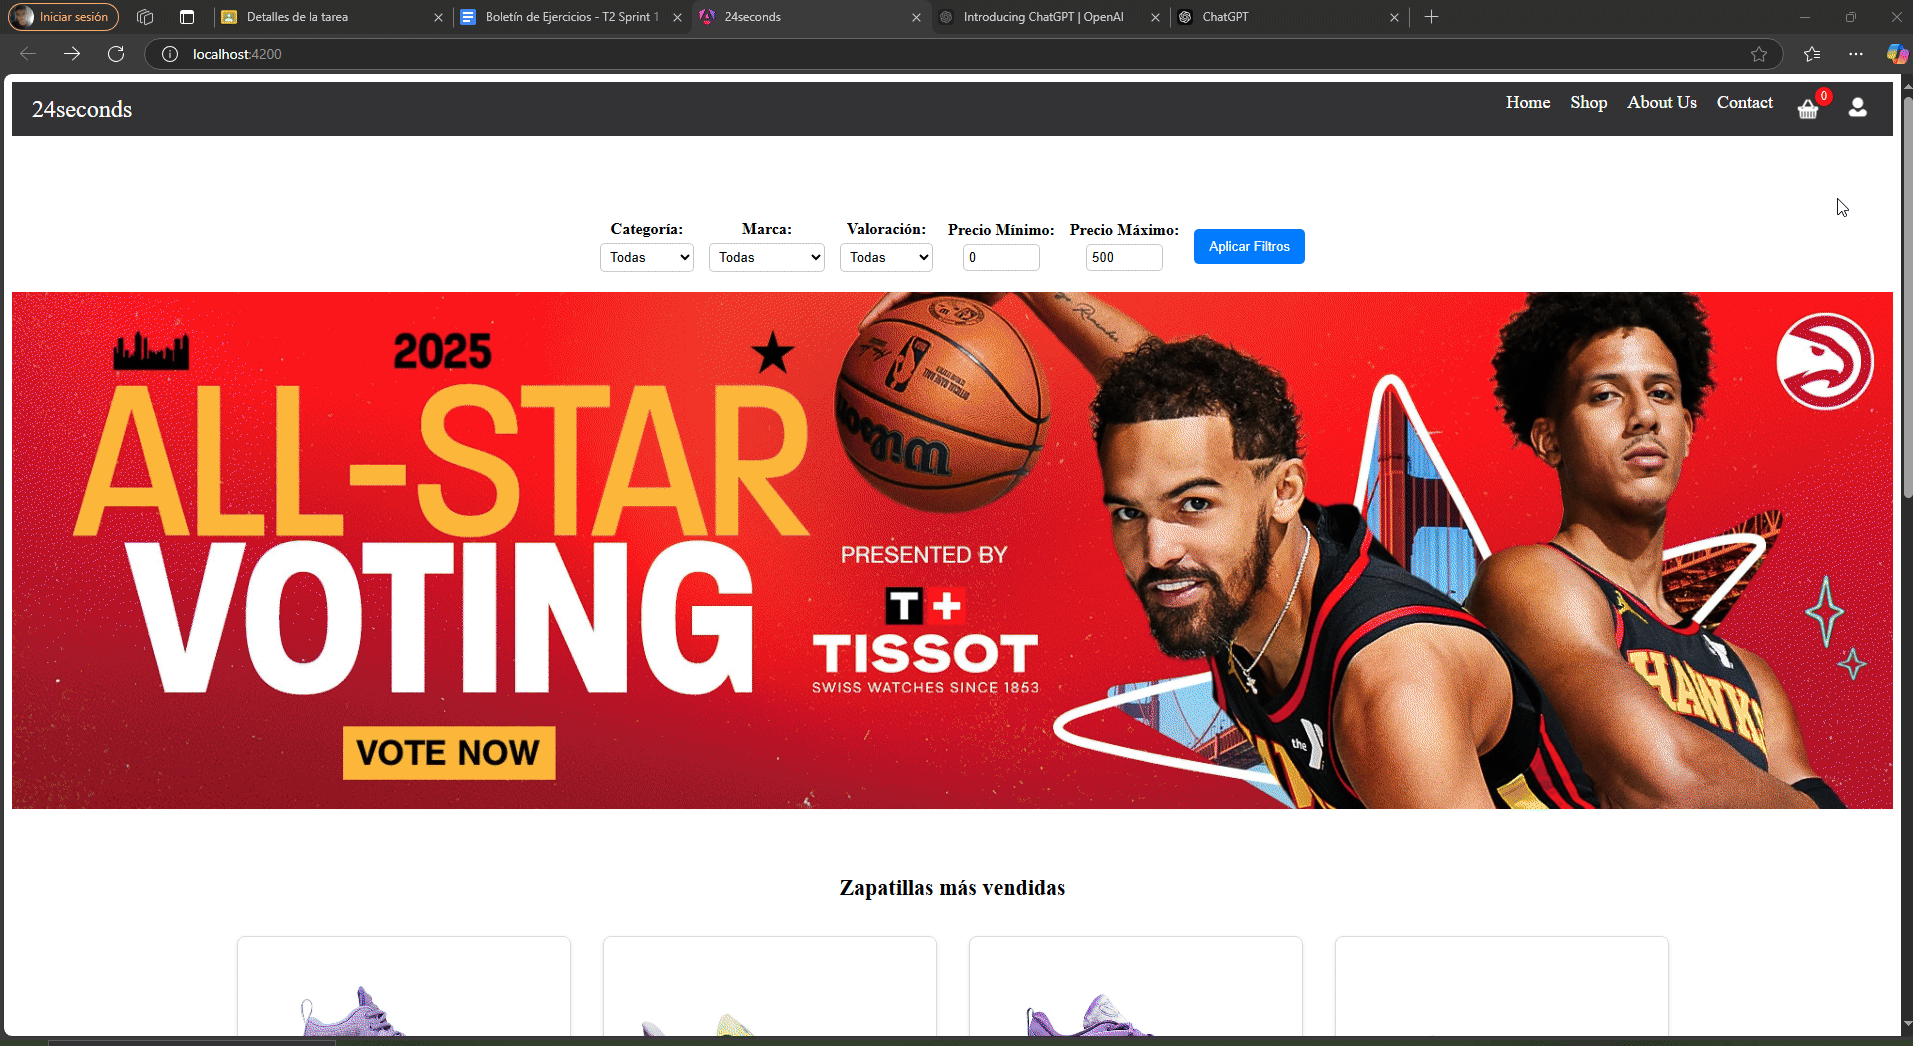 Iniciar sesión
Detalles de la tarea
Boletín de Ejercicios - T2 Sprint 1
24seconds
Introducing ChatGPT | OpenAI
ChatGPT
localhost:4200
24seconds
Home Shop About Us Contact 0
Categoría: Marca: Valoración: Precio Mínimo: Precio Máximo:
Todas Todas Todas 0 500 Aplicar Filtros
2025
ALL-STAR
VOTING
PRESENTED BY
T+
TISSOT
SWISS WATCHES SINCE 1853
VOTE NOW
Wilson
the Y
HAWKS
Zapatillas más vendidas